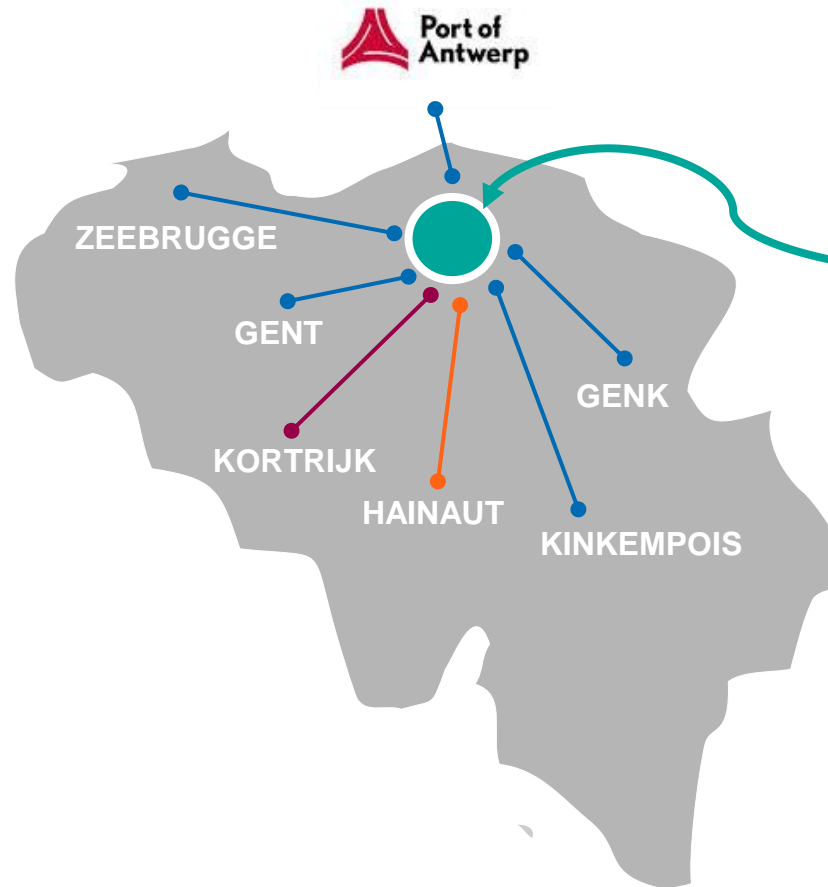 Port of
Antwerp
ZEEBRUGGE
GENT
GENK
KORTRIJK
HAINAUT
KINKEMPOIS